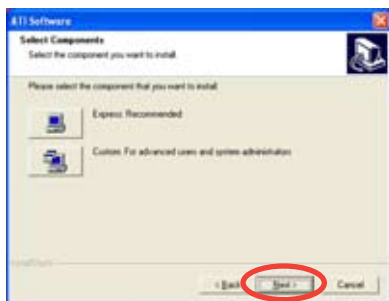 ATI Software
Select Components
Select the component you want to install.
Please select the component that you want to install
Express: Recommended
Custom: For advanced users and system administrators
< Back
Next >
Cancel